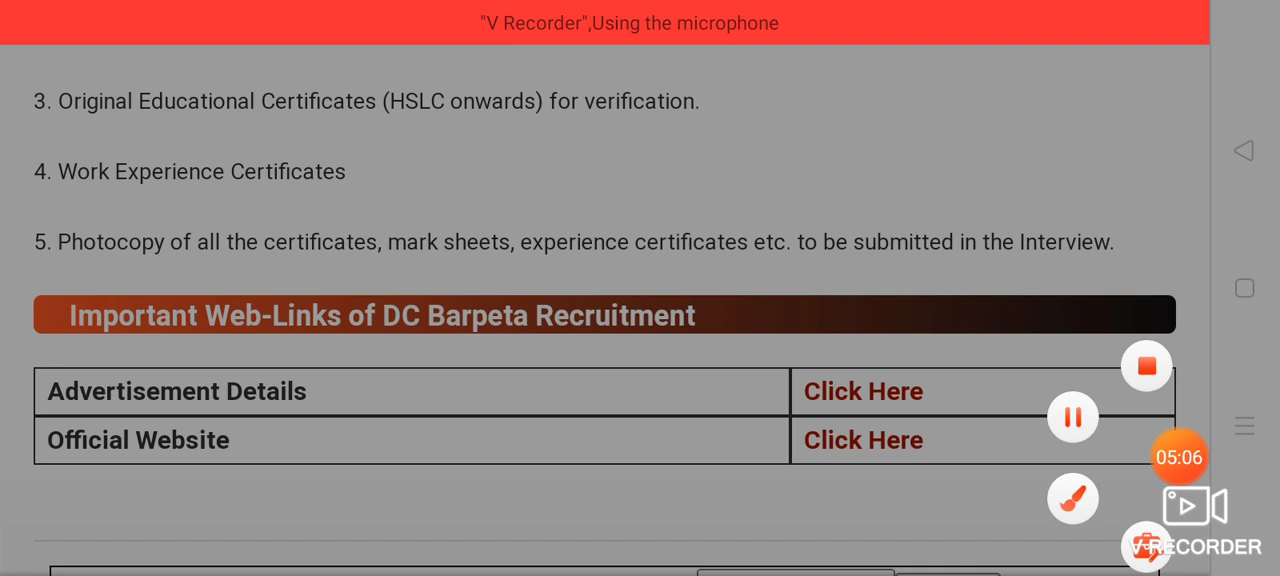 "V Recorder",Using the microphone
3. Original Educational Certificates (HSLC onwards) for verification.
4. Work Experience Certificates
5. Photocopy of all the certificates, mark sheets, experience certificates etc. to be submitted in the Interview.
Important Web-Links of DC Barpeta Recruitment
Advertisement Details Click Here
Official Website Click Here
05:06
V RECORDER